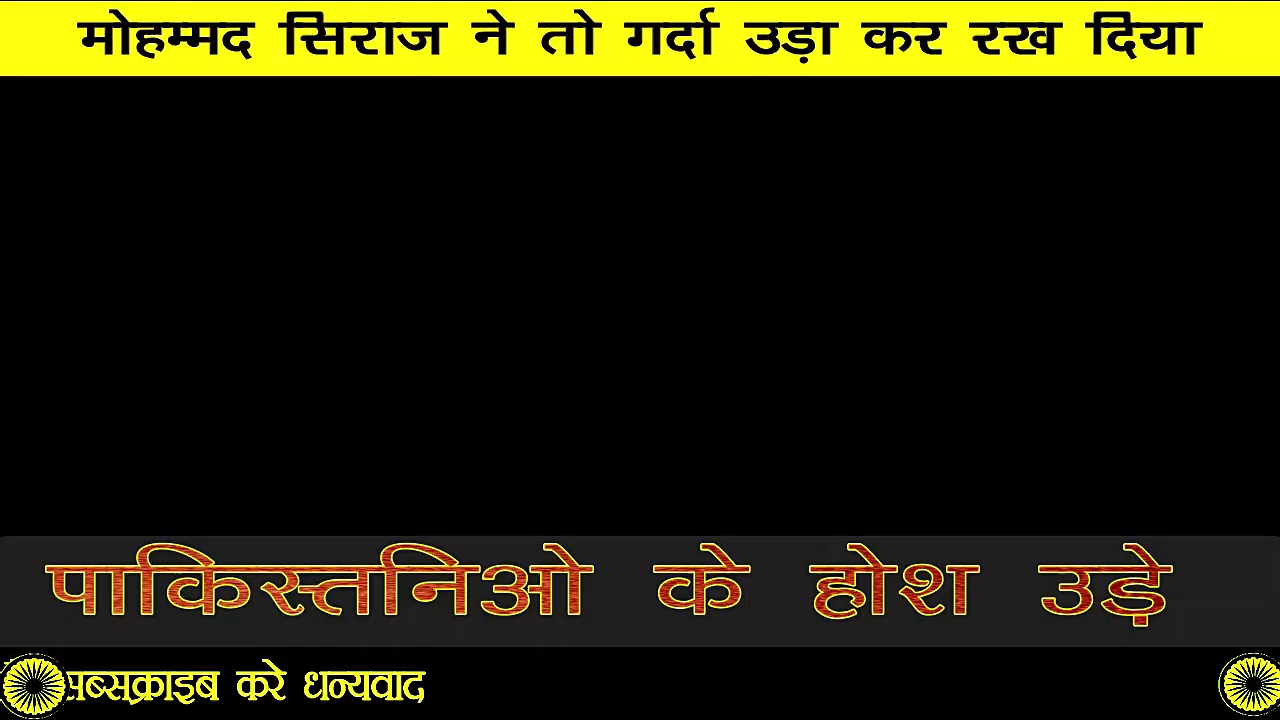 मोहम्मद सिराज ने तो गर्दा उड़ा कर रख दिया
पाकिस्तनिओ के होश उड़े
सब्सक्राइब करे धन्यवाद